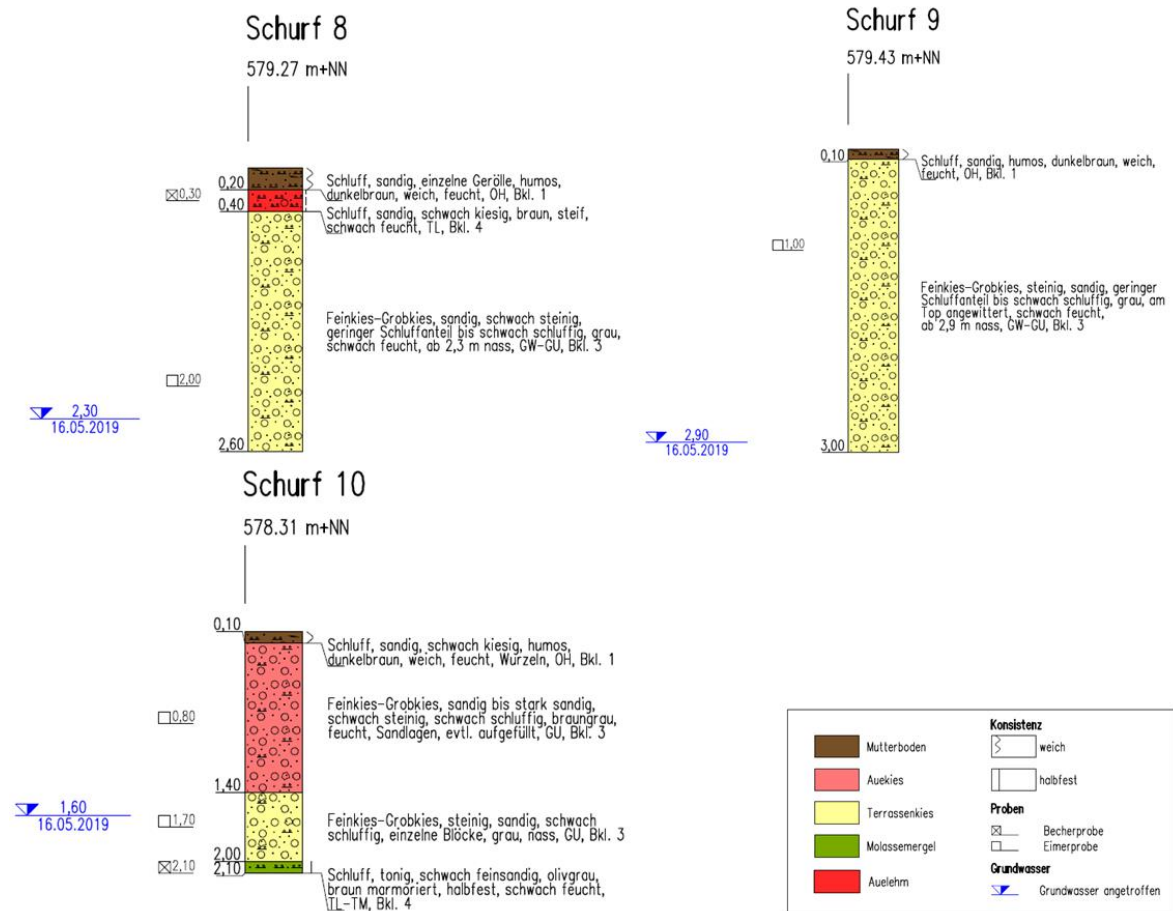 Schurf 8
579.27 m+NN
0,20
0,30
0,40
Schluff, sandig, einzelne Gerölle, humos,
dunkelbraun, weich, feucht, OH, Bkl. 1
Schluff, sandig, schwach kiesig, braun, steif,
schwach feucht, TL, Bkl. 4
Feinkies-Grobkies, sandig, schwach steinig,
geringer Schluffanteil bis schwach schluffig, grau,
schwach feucht, ab 2,3 m nass, GW-GU, Bkl. 3
2,00
2,30
16.05.2019
2,60
Schurf 9
579.43 m+NN
0,10
Schluff, sandig, humos, dunkelbraun, weich,
feucht, OH, Bkl. 1
1,00
Feinkies-Grobkies, steinig, sandig, geringer
Schluffanteil bis schwach schluffig, grau, am
Top angewittert, schwach feucht,
ab 2,9 m nass, GW-GU, Bkl. 3
2,90
16.05.2019
3,00
Schurf 10
578.31 m+NN
0,10
Schluff, sandig, schwach kiesig, humos,
dunkelbraun, weich, feucht, Wurzeln, OH, Bkl. 1
0,80
Feinkies-Grobkies, sandig bis stark sandig,
schwach steinig, schwach schluffig, braungrau,
feucht, Sandlagen, evtl. aufgefüllt, GU, Bkl. 3
1,40
1,60
16.05.2019
1,70
Feinkies-Grobkies, steinig, sandig, schwach
schluffig, einzelne Blöcke, grau, nass, GU, Bkl. 3
2,00
2,10
2,10
Schluff, tonig, schwach feinsandig, olivgrau,
braun marmoriert, halbfest, schwach feucht,
TL-TM, Bkl. 4
Mutterboden
Auekies
Terrassenkies
Molassemergel
Auelehm
Konsistenz
weich
halbfest
Proben
Becherprobe
Eimerprobe
Grundwasser
Grundwasser angetroffen